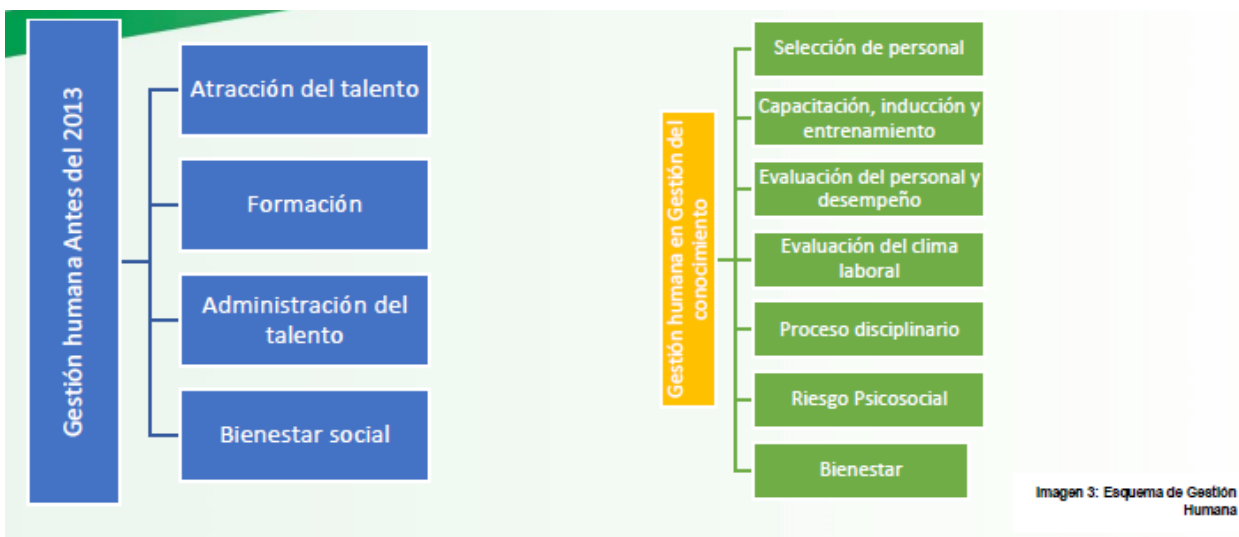 Gestión humana Antes del 2013
Atracción del talento
Formación
Administración del
talento
Bienestar social
Gestión humana en Gestión del
conocimiento
Selección de personal
Capacitación, inducción y
entrenamiento
Evaluación del personal y
desempeño
Evaluación del clima
laboral
Proceso disciplinario
Riesgo Psicosocial
Bienestar
Imagen 3: Esquema de Gestión
Humana